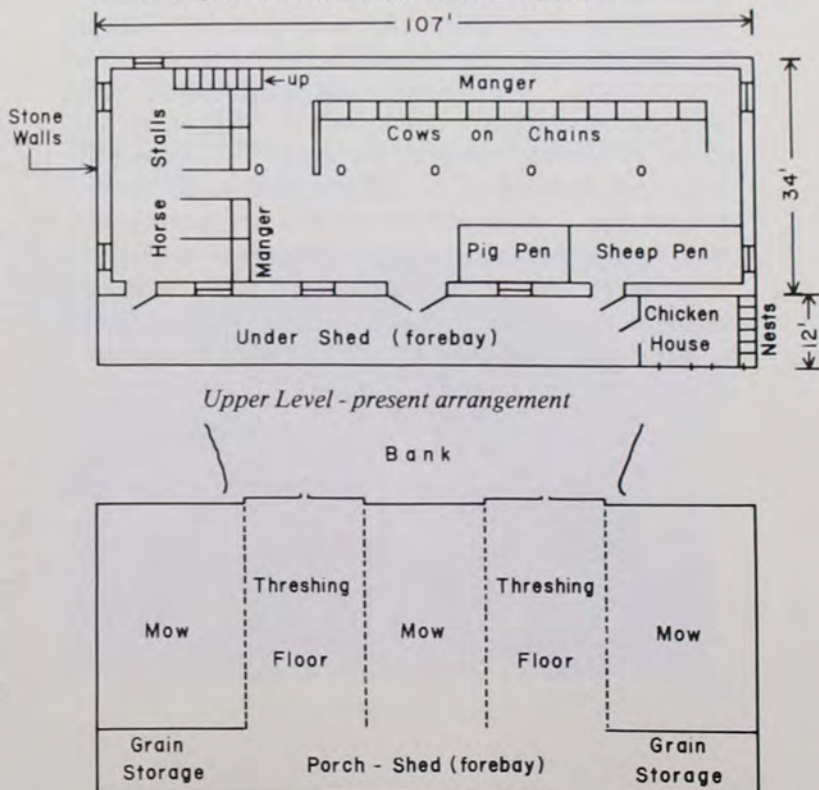 107'
up
Manger
Stone
Walls
Cows on Chains
Horse Stalls
Manger
34'
Pig Pen
Sheep Pen
Under Shed (forebay)
Chicken
House
Nests
12'
Upper Level - present arrangement
Bank
Threshing
Threshing
Mow
Mow
Mow
Floor
Floor
Grain
Storage
Porch - Shed (forebay)
Grain
Storage